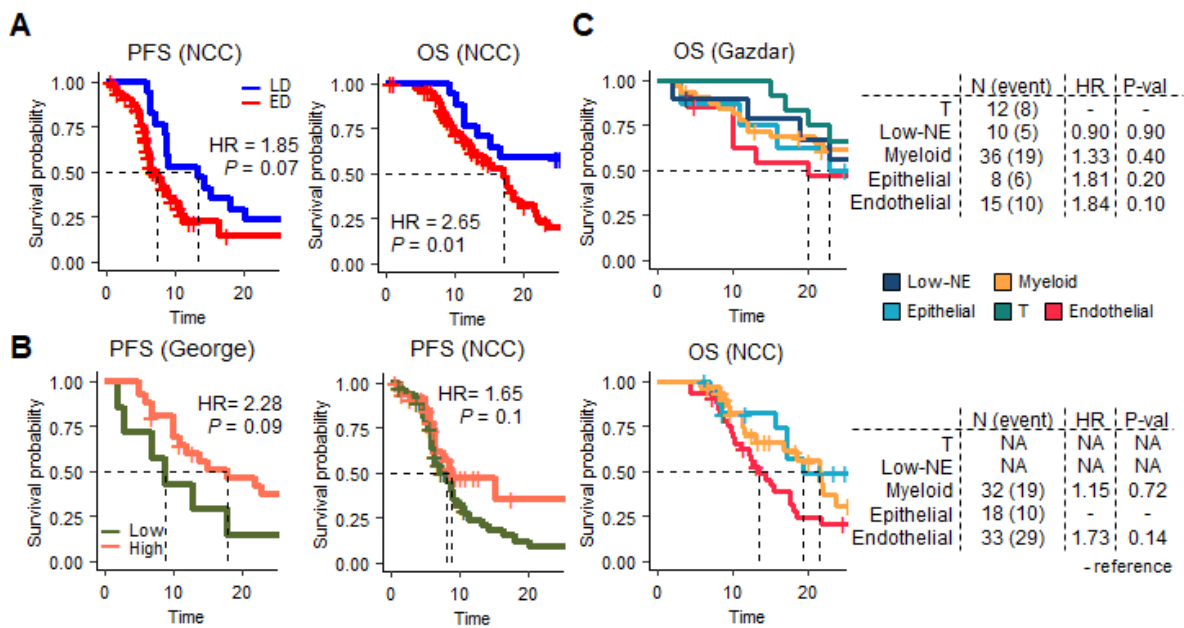 A
PFS (NCC)
Survival probability
1.00
0.75
0.50
0.25
0.00
LD
ED
HR = 1.85
P = 0.07
0 10 20
Time
OS (NCC)
Survival probability
1.00
0.75
0.50
0.25
0.00
HR = 2.65
P = 0.01
0 10 20
Time
C
OS (Gazdar)
Survival probability
1.00
0.75
0.50
0.25
0.00
0 10 20
Time
N (event) HR P-val
T 12 (8) - -
Low-NE 10 (5) 0.90 0.90
Myeloid 36 (19) 1.33 0.40
Epithelial 8 (6) 1.81 0.20
Endothelial 15 (10) 1.84 0.10
Low-NE Myeloid
Epithelial T Endothelial
B
PFS (George)
Survival probability
1.00
0.75
0.50
0.25
0.00
HR= 2.28
P = 0.09
Low
High
0 10 20
Time
PFS (NCC)
Survival probability
1.00
0.75
0.50
0.25
0.00
HR= 1.65
P = 0.1
0 10 20
Time
OS (NCC)
Survival probability
1.00
0.75
0.50
0.25
0.00
0 10 20
Time
N (event) HR P-val
T NA NA NA
Low-NE NA NA NA
Myeloid 32 (19) 1.15 0.72
Epithelial 18 (10) - -
Endothelial 33 (29) 1.73 0.14
- reference